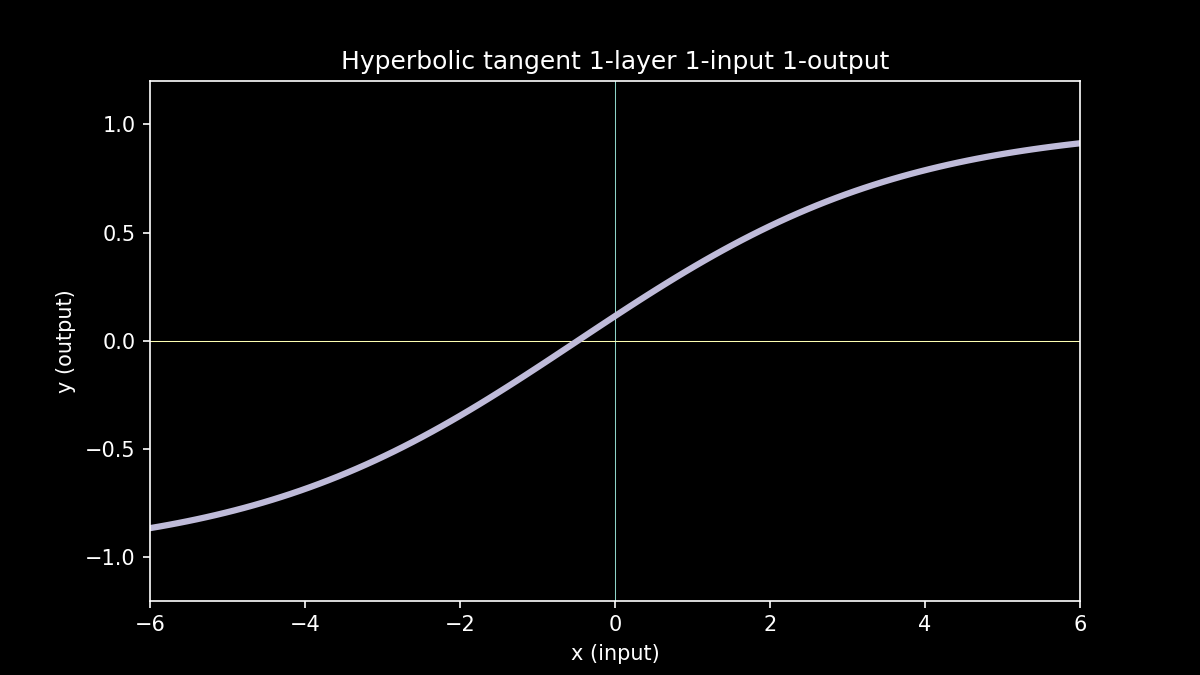 Hyperbolic tangent 1-layer 1-input 1-output
1.0
0.5
0.0
−0.5
−1.0
y (output)
−6 −4 −2 0 2 4 6
x (input)